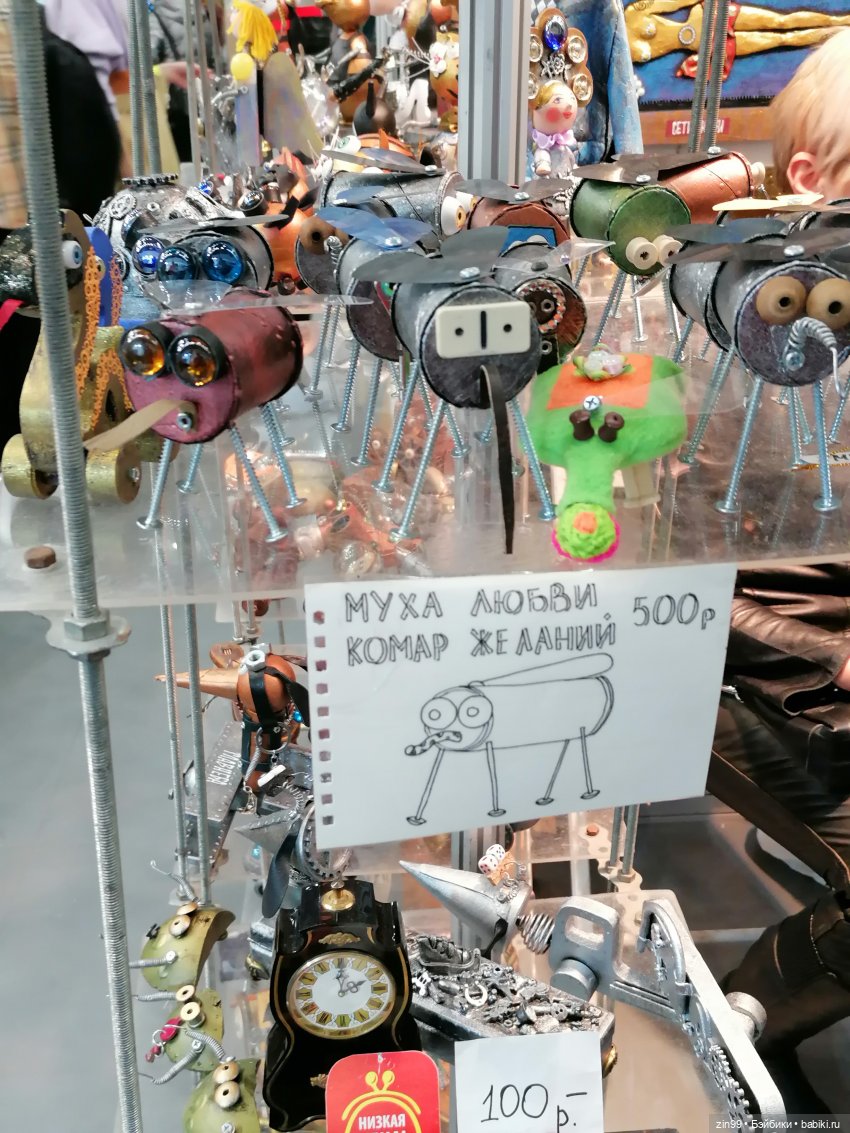 МУХА ЛЮБВИ 500р
КОМАР ЖЕЛАНИЙ
НИЗКАЯ
100р.-
zin99 • Бэйбики • babiki.ru